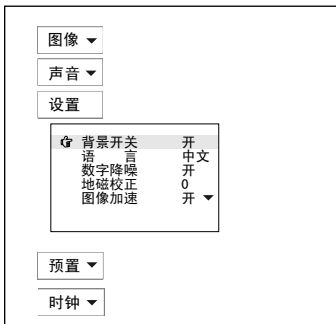 图像
声音
设置
背景开关 开
语言 中文
数字降噪 开
地磁校正 0
图像加速 开
预置
时钟